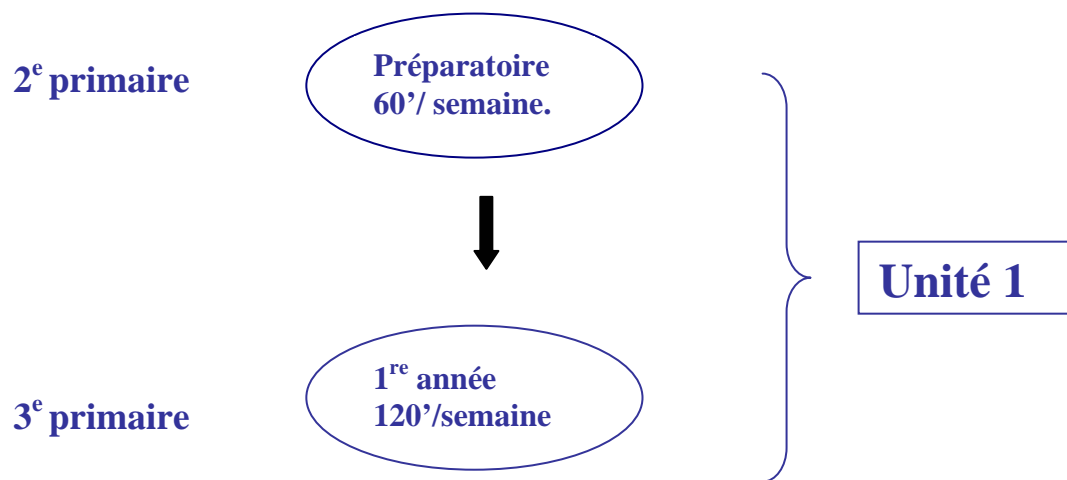 2e primaire
Préparatoire
60’/ semaine.
Unité 1
1re année
120’/semaine
3e primaire